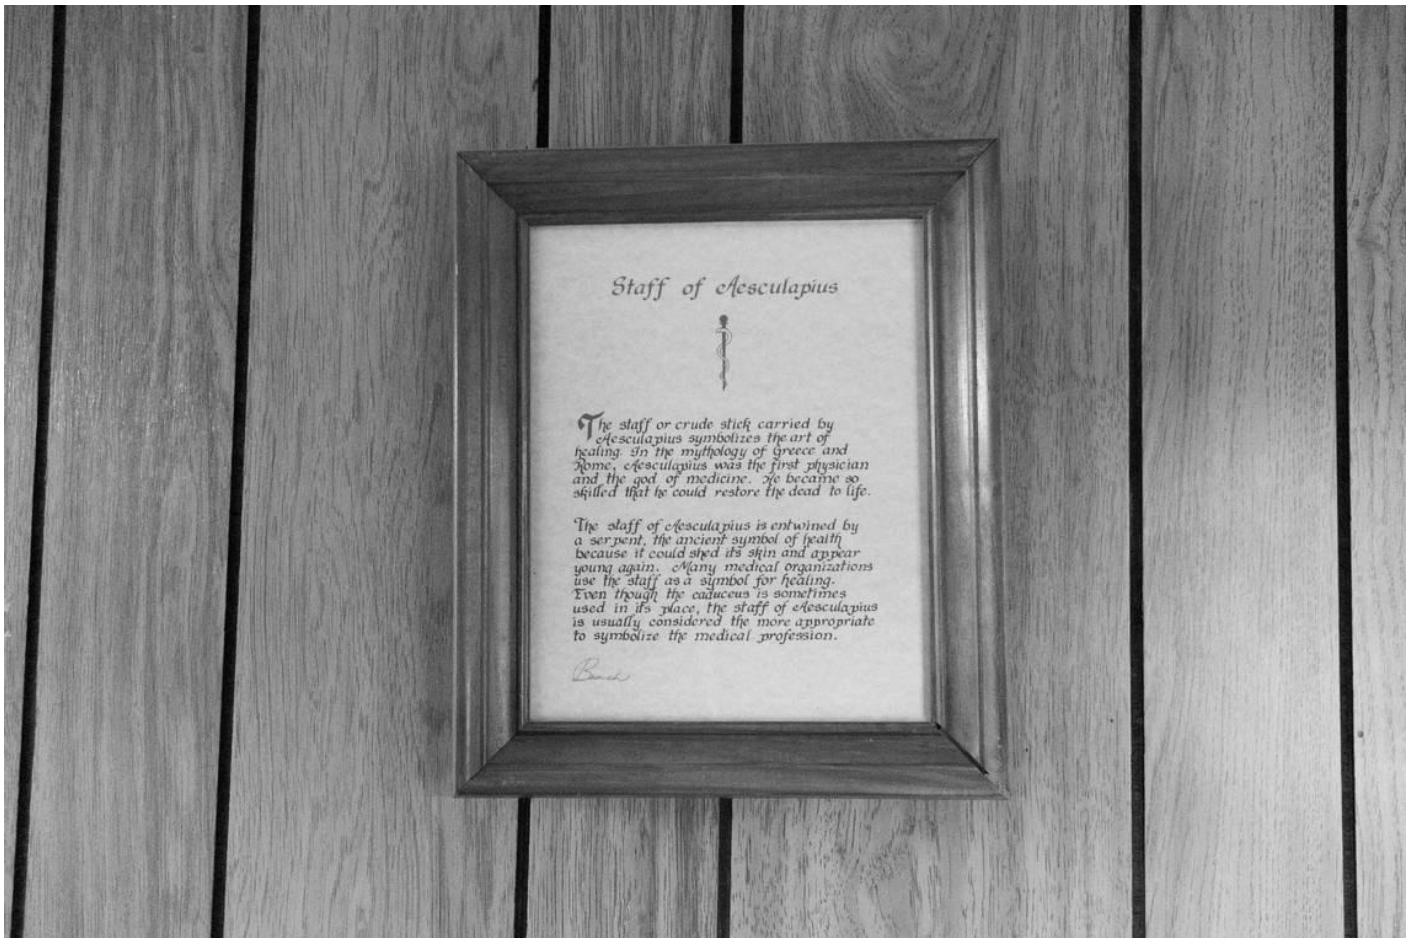 Staff of Aesculapius
The staff or crude stick carried by
Aesculapius symbolizes the art of
healing. In the mythology of Greece and
Rome, Aesculapius was the first physician
and the god of medicine. He became so
skilled that he could restore the dead to life.
The staff of Aesculapius is entwined by
a serpent, the ancient symbol of health
because it could shed its skin and appear
young again. Many medical organizations
use the staff as a symbol for healing.
Even though the caduceus is sometimes
used in its place, the staff of Aesculapius
is usually considered the more appropriate
to symbolize the medical profession.